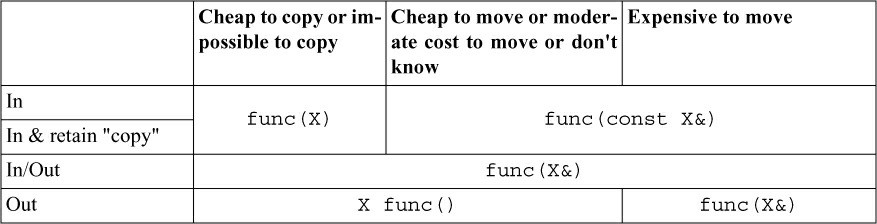 Cheap to copy or im-
possible to copy
Cheap to move or moder-
ate cost to move or don't
know
Expensive to move
In
func(X)
func(const X&)
In & retain "copy"
In/Out
func(X&)
Out
X func()
func(X&)